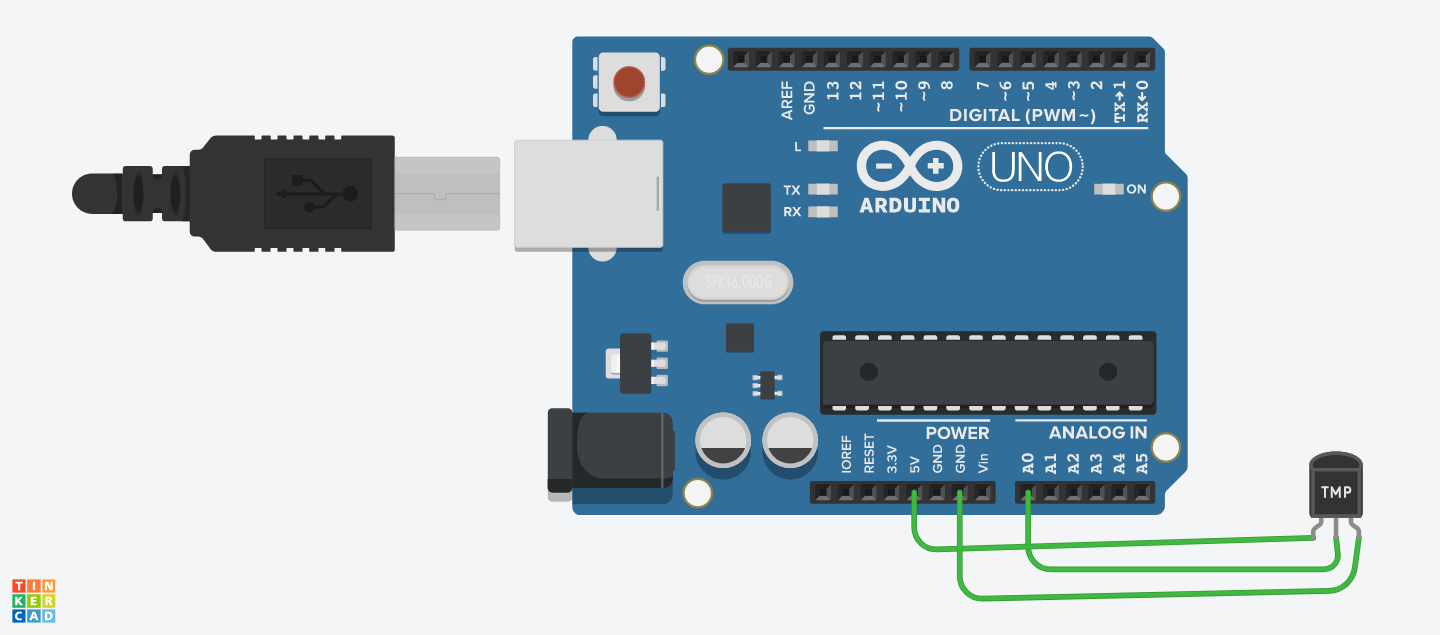 AREF
GND
13
12
~11
~10
~9
8
7
~6
~5
4
~3
2
TX→1
RX←0
DIGITAL (PWM~)
L
TX
RX
ARDUINO
UNO
ON
SPK16.000G
POWER
ANALOG IN
IOREF
RESET
3.3V
5V
GND
GND
Vin
A0
A1
A2
A3
A4
A5
TMP
TIN
KER
CAD